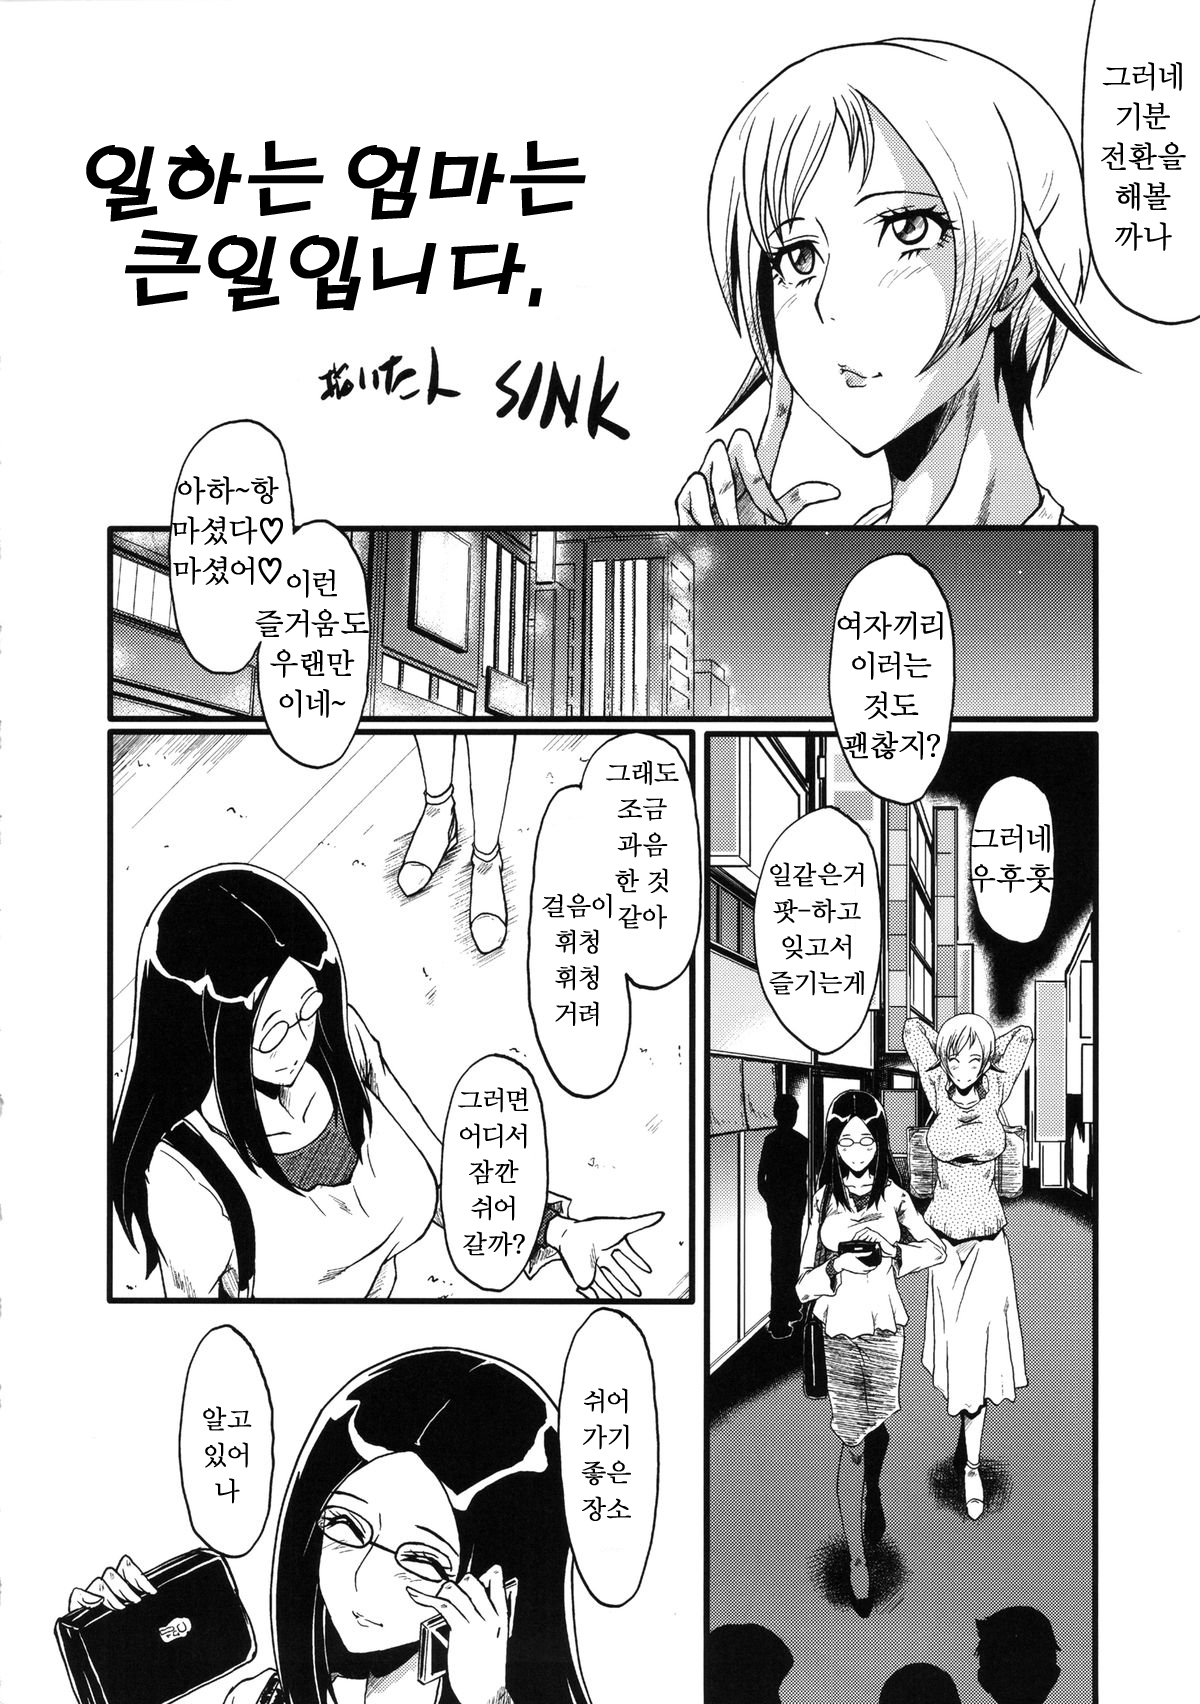 그러네
기분
전환을
해볼
까나
일하는 엄마는
큰일입니다.
描いた人 SINK
아하~항
마셨다♡
마셨어♡
이런
즐거움도
우랜만
이네~
여자끼리
이러는
것도
괜찮지?
그러네
우후훗
일같은거
팟-하고
잊고서
즐기는게
그래도
조금
과음
한 것
같아
걸음이
휘청
휘청
거려
그러면
어디서
잠깐
쉬어
갈까?
쉬어
가기
좋은
장소
알고
있어
나